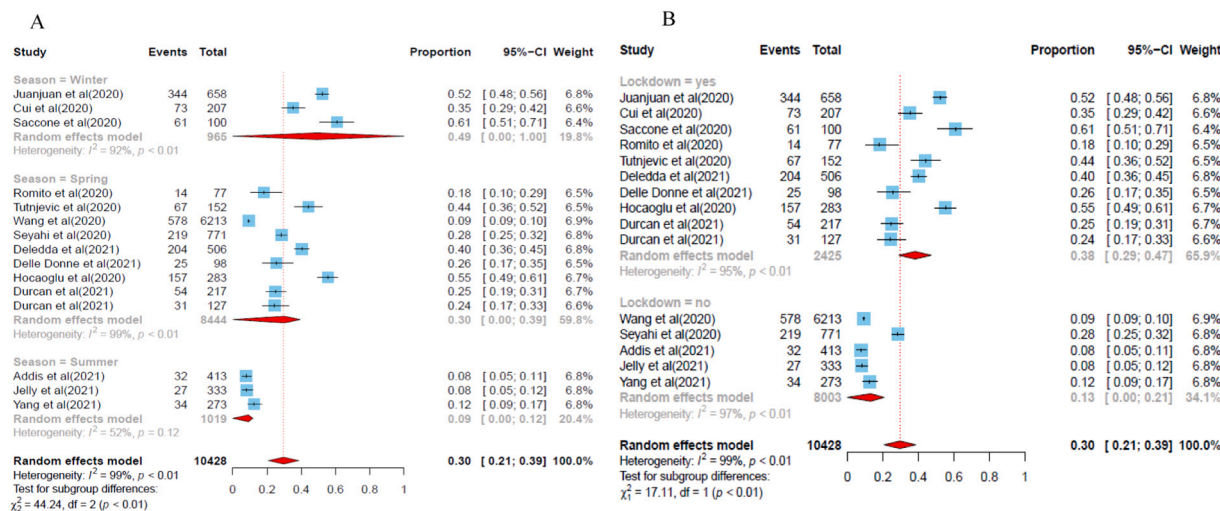 A
Study Events Total Proportion 95%−CI Weight
Season = Winter
Juanjuan et al(2020) 344 658 0.52 [0.48; 0.56] 6.8%
Cui et al(2020) 73 207 0.35 [0.29; 0.42] 6.6%
Saccone et al(2020) 61 100 0.61 [0.51; 0.71] 6.4%
Random effects model 965 0.49 [0.00; 1.00] 19.8%
Heterogeneity: I² = 92%, p < 0.01
Season = Spring
Romito et al(2020) 14 77 0.18 [0.10; 0.29] 6.5%
Tutnjevic et al(2020) 67 152 0.44 [0.36; 0.52] 6.5%
Wang et al(2020) 578 6213 0.09 [0.09; 0.10] 6.9%
Seyahi et al(2020) 219 771 0.28 [0.25; 0.32] 6.8%
Deledda et al(2021) 204 506 0.40 [0.36; 0.45] 6.8%
Delle Donne et al(2021) 25 98 0.26 [0.17; 0.35] 6.5%
Hocaoglu et al(2020) 157 283 0.55 [0.49; 0.61] 6.7%
Durcan et al(2021) 54 217 0.25 [0.19; 0.31] 6.7%
Durcan et al(2021) 31 127 0.24 [0.17; 0.33] 6.6%
Random effects model 8444 0.30 [0.00; 0.39] 59.8%
Heterogeneity: I² = 99%, p < 0.01
Season = Summer
Addis et al(2021) 32 413 0.08 [0.05; 0.11] 6.8%
Jelly et al(2021) 27 333 0.08 [0.05; 0.12] 6.8%
Yang et al(2021) 34 273 0.12 [0.09; 0.17] 6.8%
Random effects model 1019 0.09 [0.00; 0.12] 20.4%
Heterogeneity: I² = 52%, p = 0.12
Random effects model 10428 0.30 [0.21; 0.39] 100.0%
Heterogeneity: I² = 99%, p < 0.01
Test for subgroup differences: 0 0.2 0.4 0.6 0.8 1
χ²₂ = 44.24, df = 2 (p < 0.01)
B
Study Events Total Proportion 95%−CI Weight
Lockdown = yes
Juanjuan et al(2020) 344 658 0.52 [0.48; 0.56] 6.8%
Cui et al(2020) 73 207 0.35 [0.29; 0.42] 6.6%
Saccone et al(2020) 61 100 0.61 [0.51; 0.71] 6.4%
Romito et al(2020) 14 77 0.18 [0.10; 0.29] 6.5%
Tutnjevic et al(2020) 67 152 0.44 [0.36; 0.52] 6.5%
Deledda et al(2021) 204 506 0.40 [0.36; 0.45] 6.8%
Delle Donne et al(2021) 25 98 0.26 [0.17; 0.35] 6.5%
Hocaoglu et al(2020) 157 283 0.55 [0.49; 0.61] 6.7%
Durcan et al(2021) 54 217 0.25 [0.19; 0.31] 6.7%
Durcan et al(2021) 31 127 0.24 [0.17; 0.33] 6.6%
Random effects model 2425 0.38 [0.29; 0.47] 65.9%
Heterogeneity: I² = 95%, p < 0.01
Lockdown = no
Wang et al(2020) 578 6213 0.09 [0.09; 0.10] 6.9%
Seyahi et al(2020) 219 771 0.28 [0.25; 0.32] 6.8%
Addis et al(2021) 32 413 0.08 [0.05; 0.11] 6.8%
Jelly et al(2021) 27 333 0.08 [0.05; 0.12] 6.8%
Yang et al(2021) 34 273 0.12 [0.09; 0.17] 6.8%
Random effects model 8003 0.13 [0.00; 0.21] 34.1%
Heterogeneity: I² = 97%, p < 0.01
Random effects model 10428 0.30 [0.21; 0.39] 100.0%
Heterogeneity: I² = 99%, p < 0.01
Test for subgroup differences: 0 0.2 0.4 0.6 0.8 1
χ²₁ = 17.11, df = 1 (p < 0.01)